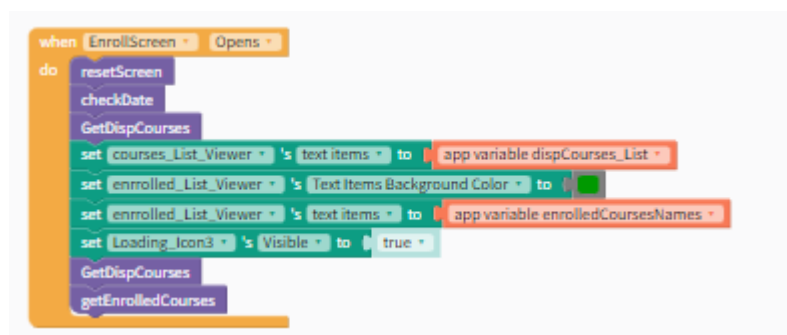 when EnrollScreen Opens
do resetScreen
checkDate
GetDispCourses
set courses_List_Viewer 's text items to app variable dispCourses_List
set enrrolled_List_Viewer 's Text Items Background Color to
set enrrolled_List_Viewer 's text items to app variable enrolledCoursesNames
set Loading_Icon3 's Visible to true
GetDispCourses
getEnrolledCourses